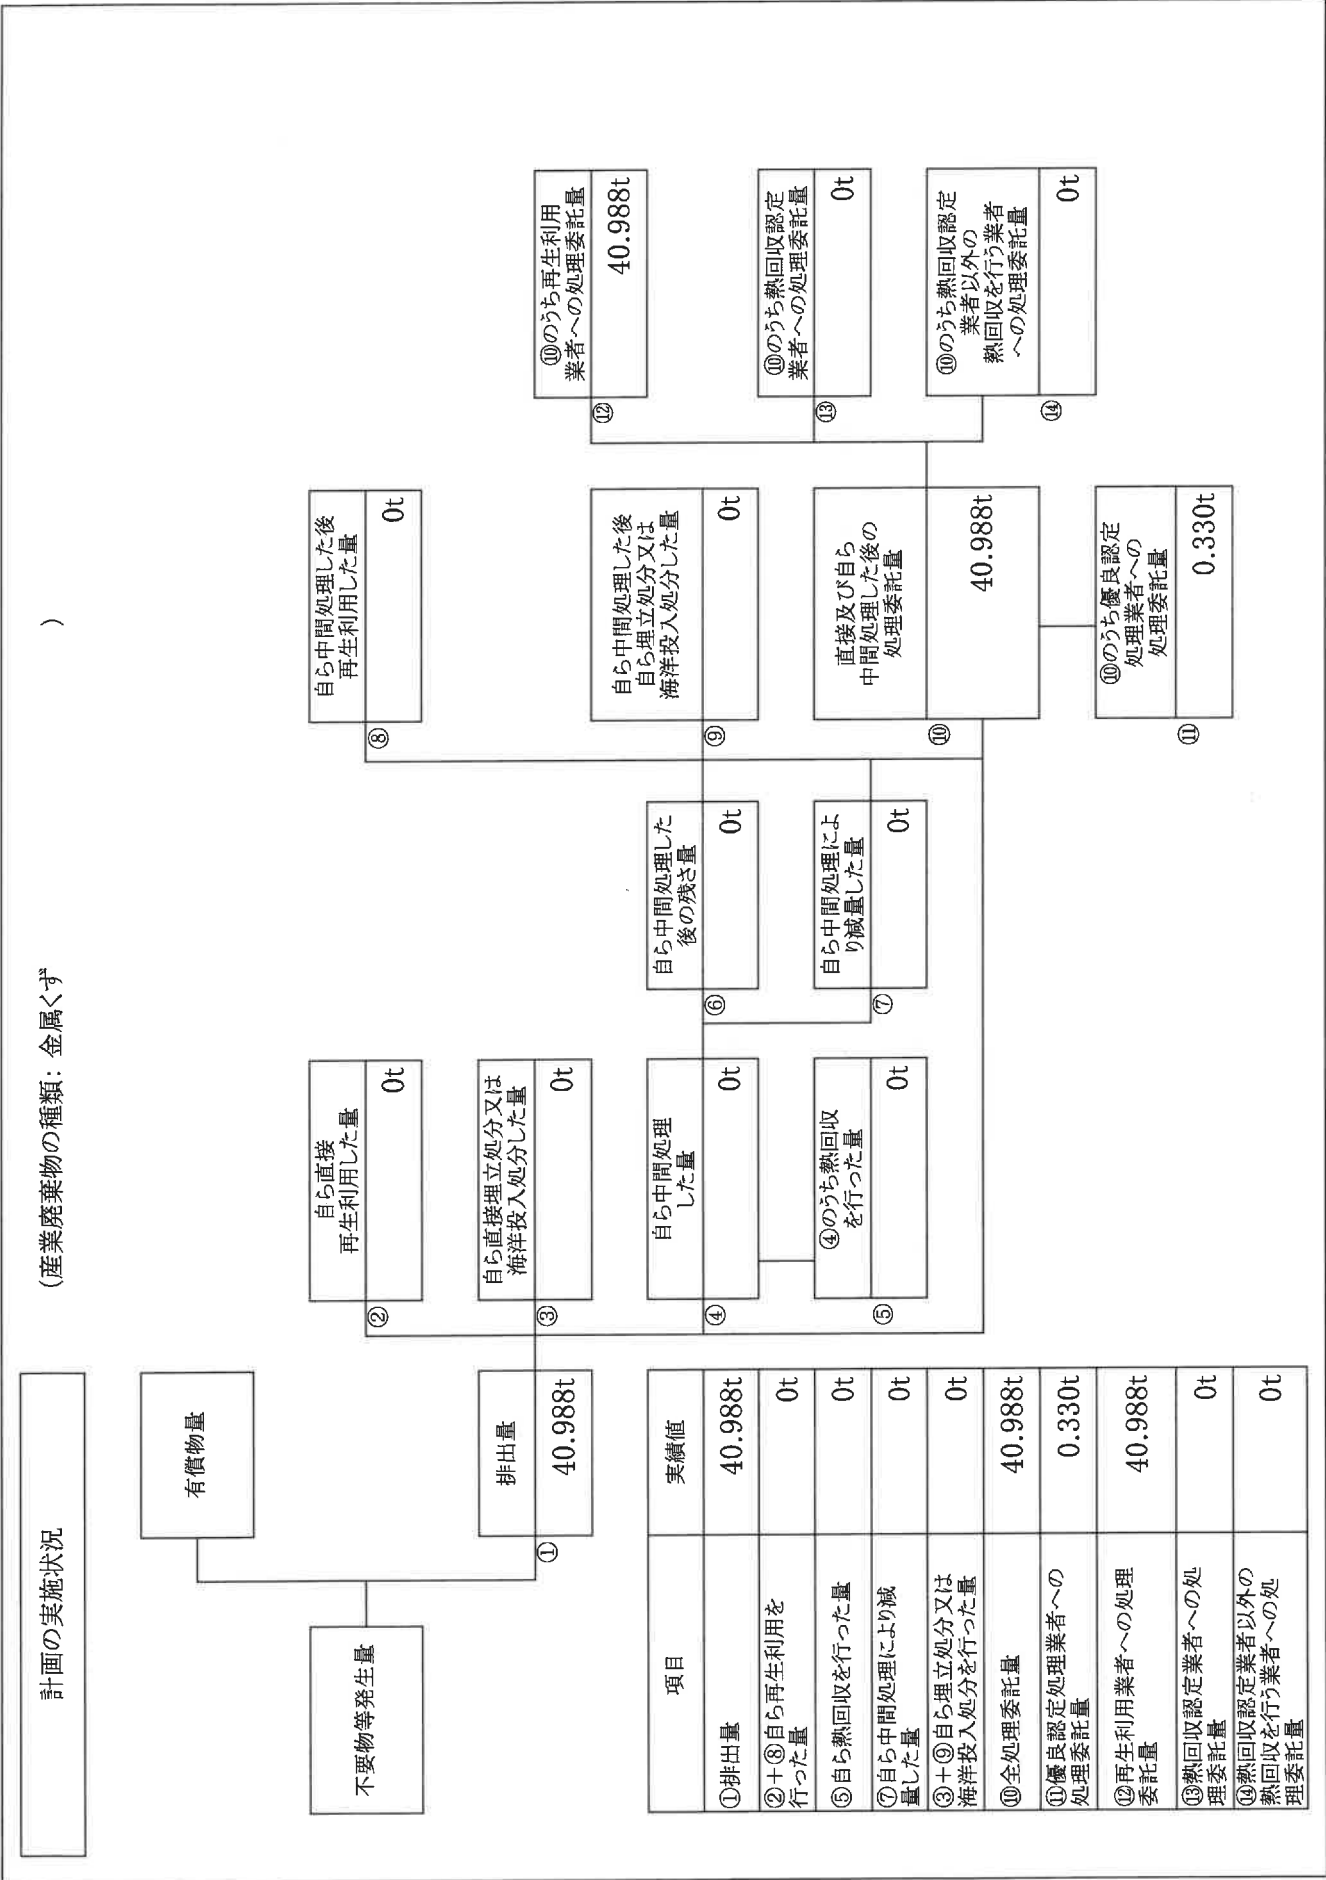 計画の実施状況
(産業廃棄物の種類：金属くず
)
不要物等発生量
有償物量
①
排出量
40.988t
②
自ら直接
再生利用した量
0t
③
自ら直接埋立処分又は
海洋投入処分した量
0t
④
自ら中間処理
した量
0t
⑤
④のうち熱回収
を行った量
0t
⑥
自ら中間処理した
後の残さ量
0t
⑦
自ら中間処理によ
り減量した量
0t
⑧
自ら中間処理した後
再生利用した量
0t
⑨
自ら中間処理した後
自ら埋立処分又は
海洋投入処分した量
0t
⑩
直接及び自ら
中間処理した後の
処理委託量
40.988t
⑪
⑩のうち優良認定
処理業者への
処理委託量
0.330t
⑫
⑩のうち再生利用
業者への処理委託量
40.988t
⑬
⑩のうち熱回収認定
業者への処理委託量
0t
⑭
⑩のうち熱回収認定
業者以外の
熱回収を行う業者
への処理委託量
0t
項目
実績値
①排出量
40.988t
②+⑧自ら再生利用を
行った量
0t
⑤自ら熱回収を行った量
0t
⑦自ら中間処理により減
量した量
0t
③+⑨自ら埋立処分又は
海洋投入処分を行った量
0t
⑩全処理委託量
40.988t
⑪優良認定処理業者への
処理委託量
0.330t
⑫再生利用業者への処理
委託量
40.988t
⑬熱回収認定業者への処
理委託量
0t
⑭熱回収認定業者以外の
熱回収を行う業者への処
理委託量
0t